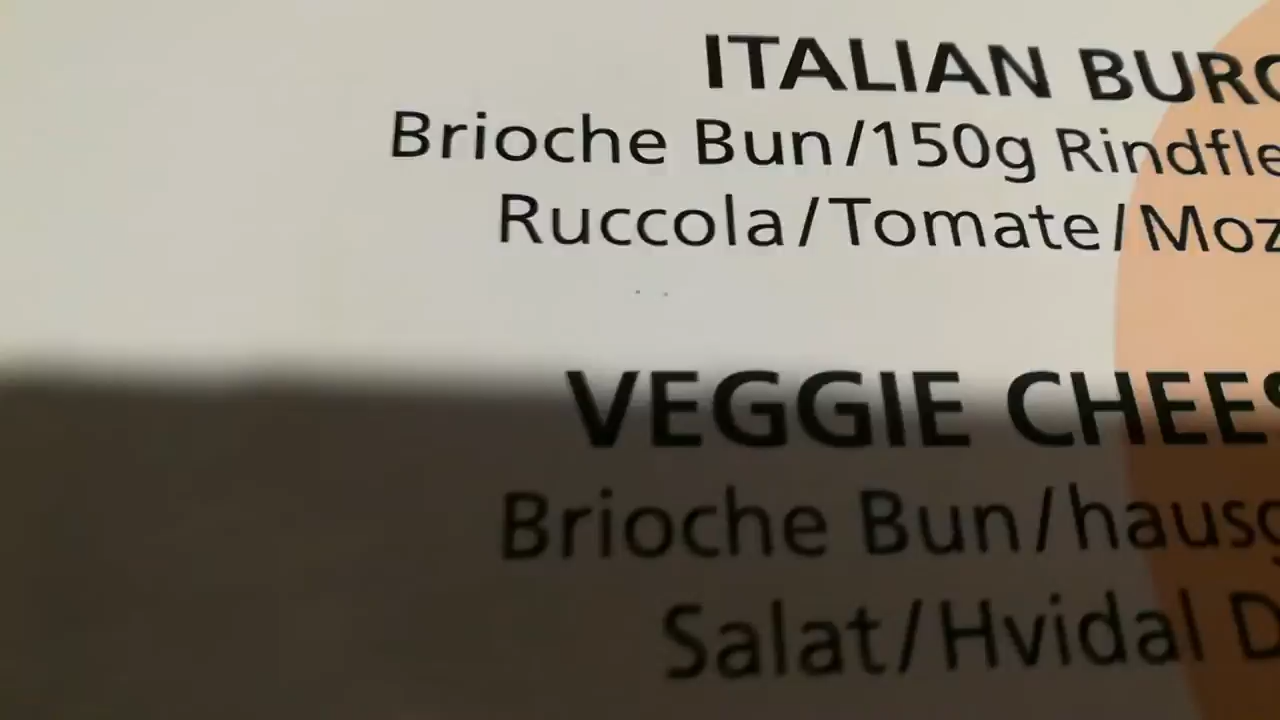 ITALIAN BURG
Brioche Bun/150g Rindfle
Ruccola/Tomate/Moz
VEGGIE CHEES
Brioche Bun/hausg
Salat/Hvidal D